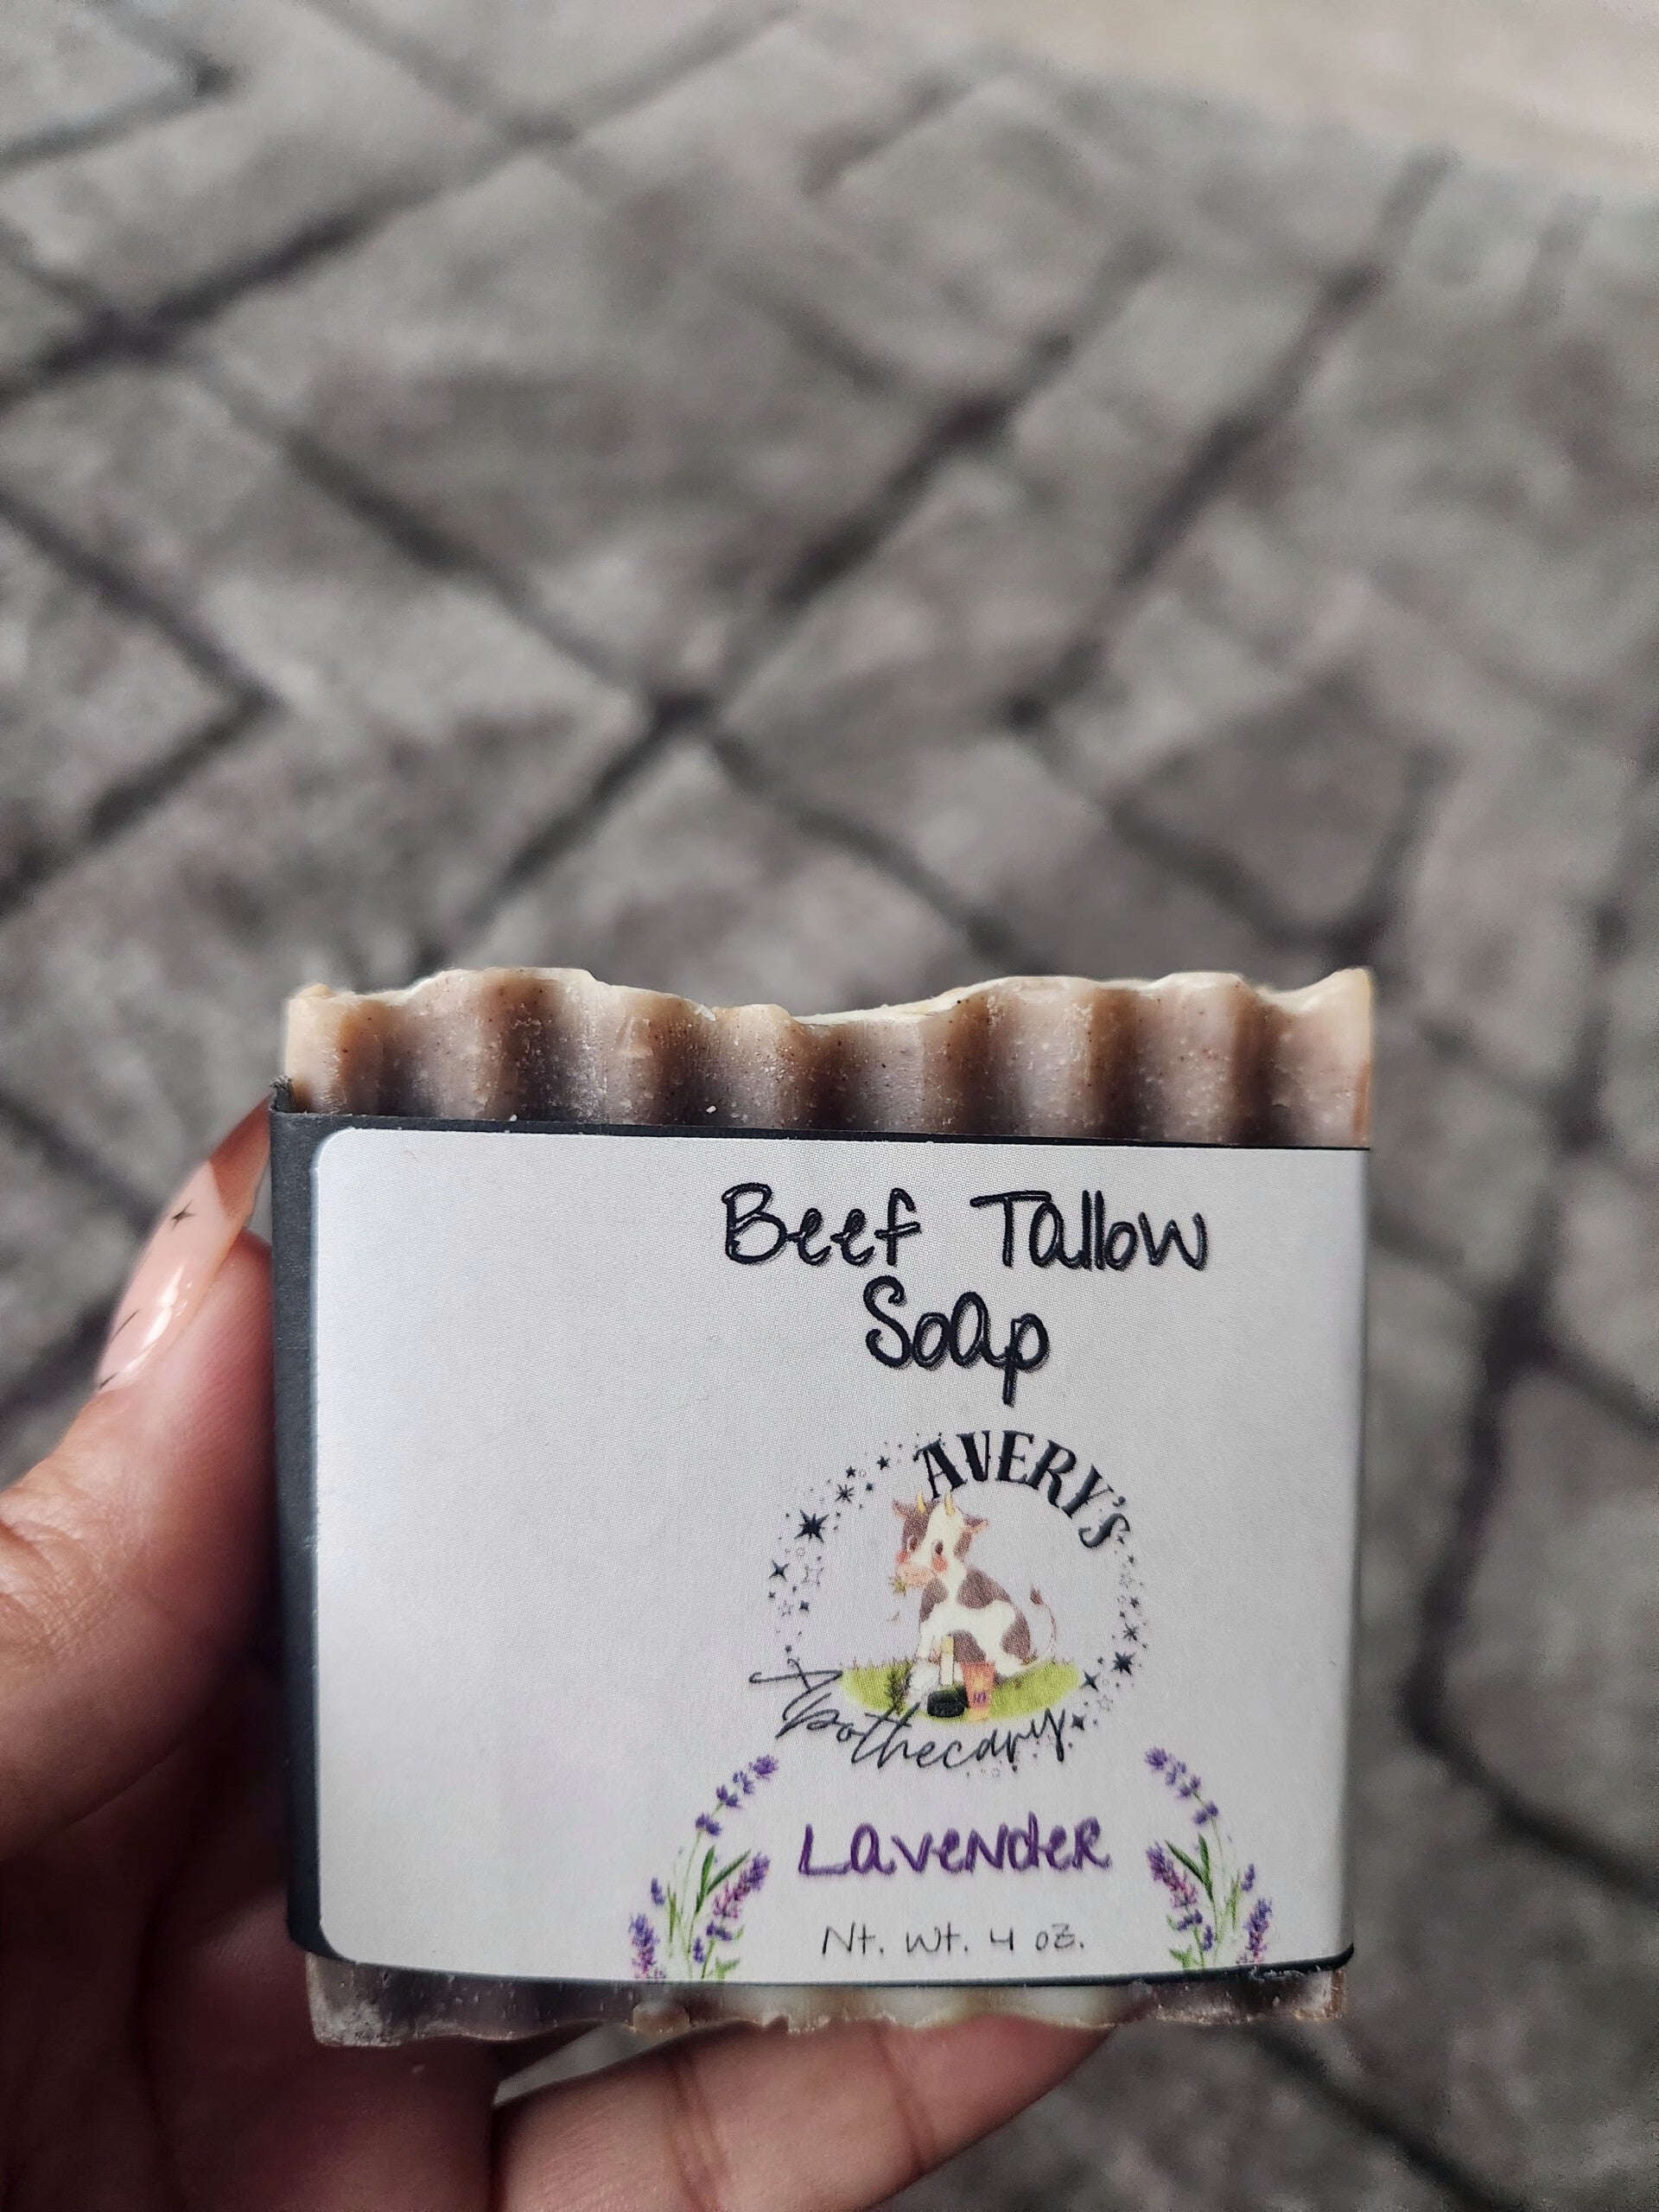 Beef Tallow
Soap
AVERY'S
Apothecary
Lavender
Nt. Wt. 4 oz.